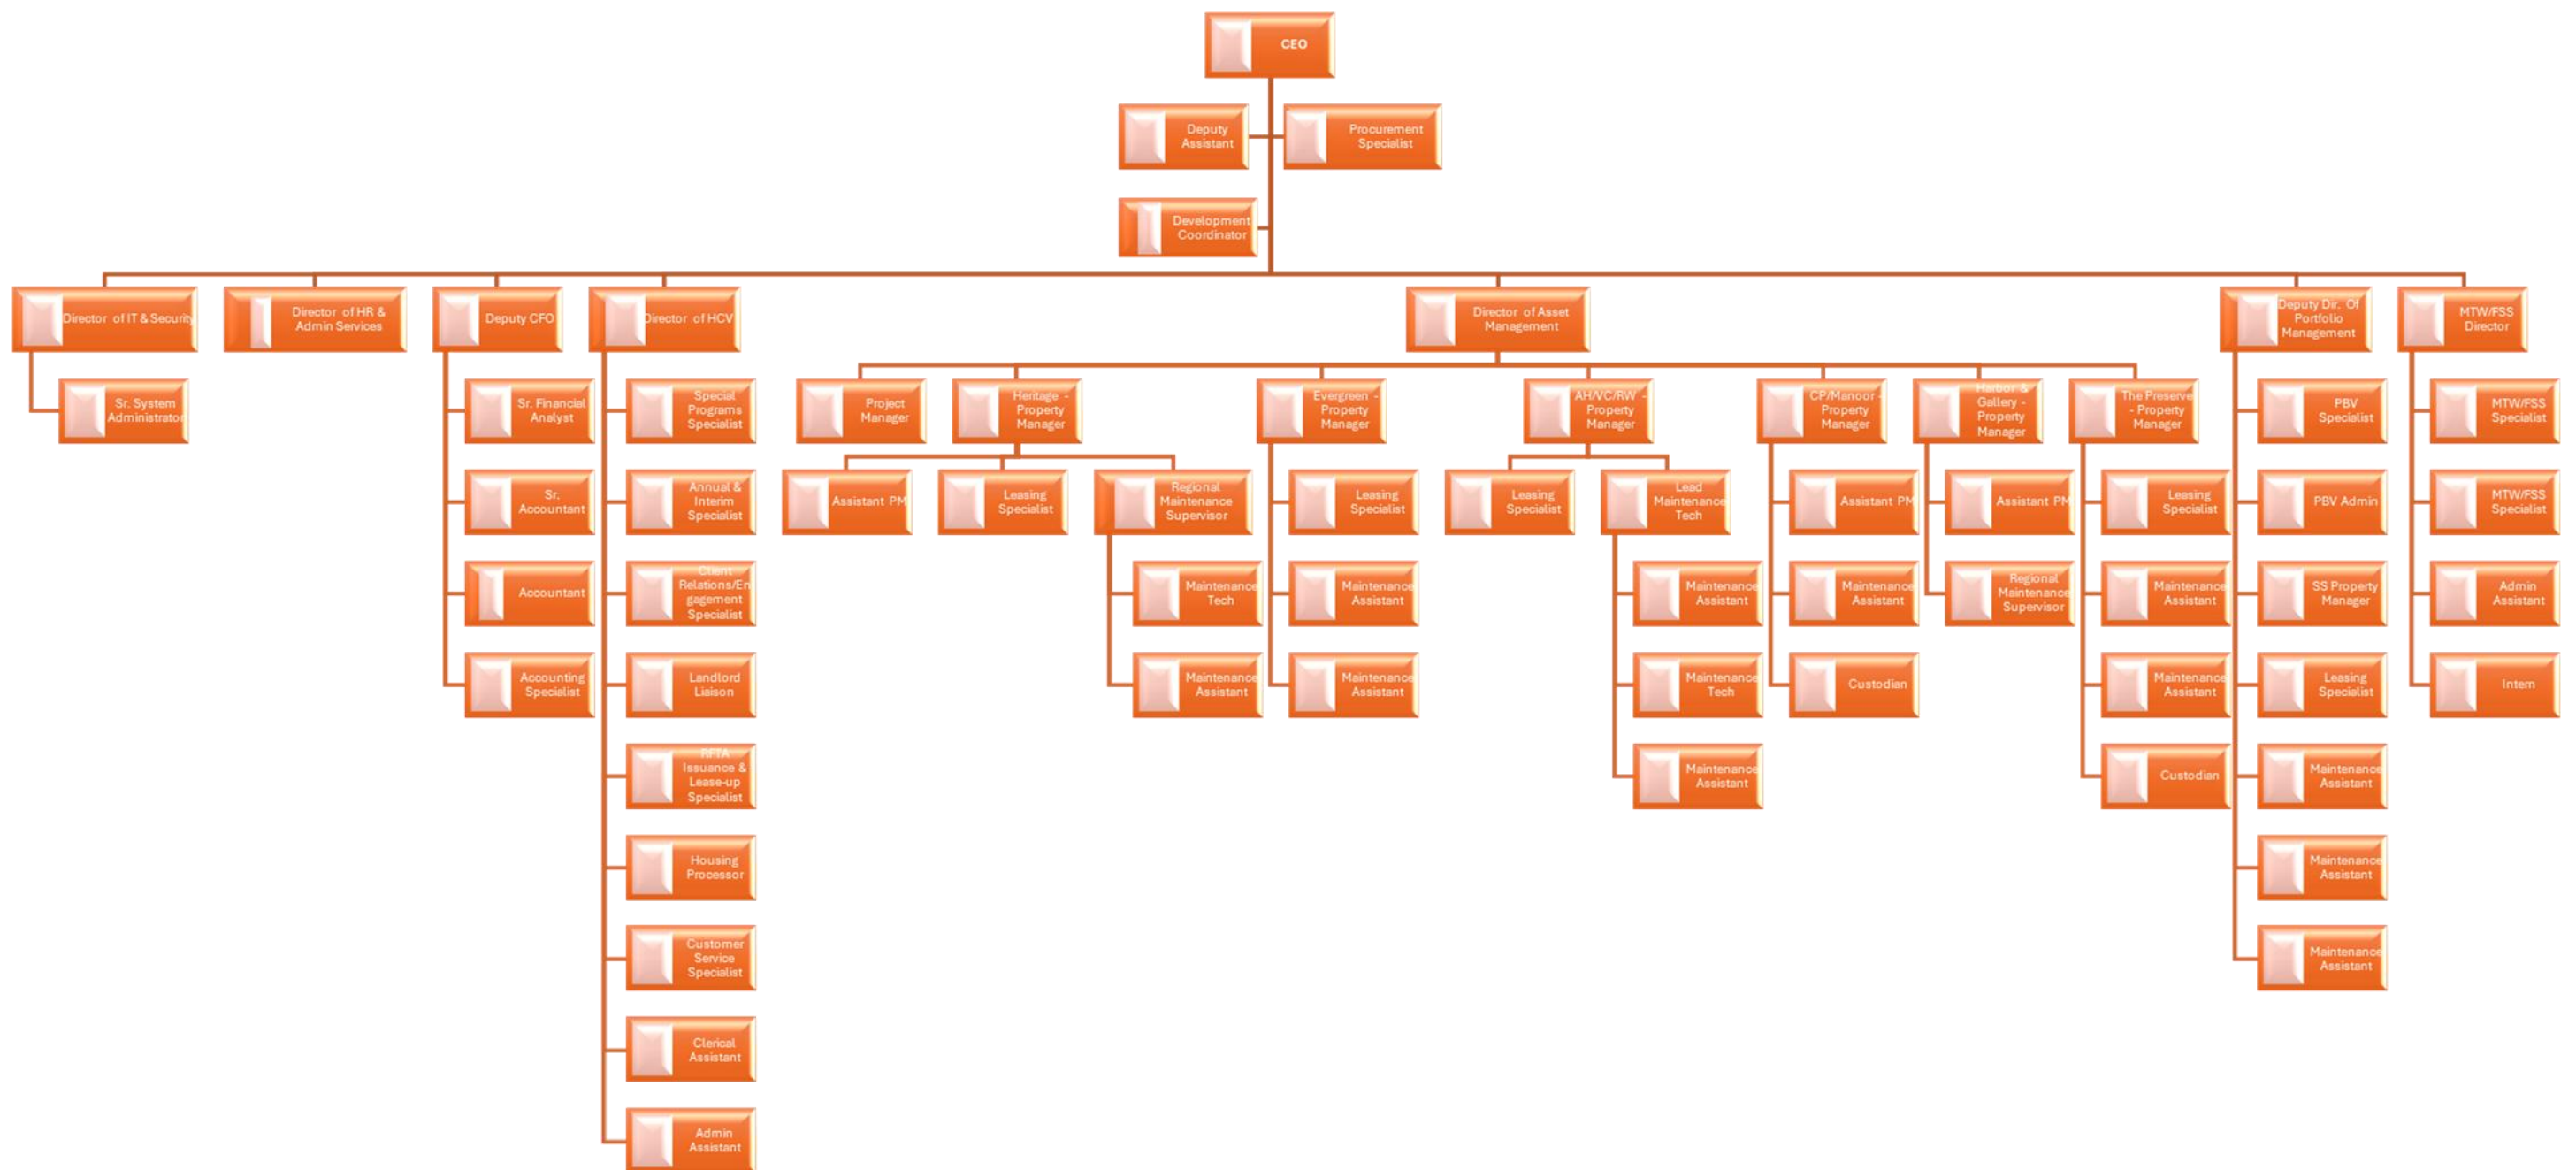 CEO
Deputy
Assistant
Procurement
Specialist
Development
Coordinator
Director of IT & Security
Director of HR &
Admin Services
Deputy CFO
Director of HCV
Director of Asset
Management
Deputy Dir. Of
Portfolio
Management
MTW/FSS
Director
Sr. System
Administrator
Sr. Financial
Analyst
Sr.
Accountant
Accountant
Accounting
Specialist
Special
Programs
Specialist
Annual &
Interim
Specialist
Client
Relations/En
gagement
Specialist
Landlord
Liaison
RFTA
Issuance &
Lease-up
Specialist
Housing
Processor
Customer
Service
Specialist
Clerical
Assistant
Admin
Assistant
Project
Manager
Heritage -
Property
Manager
Assistant PM
Leasing
Specialist
Regional
Maintenance
Supervisor
Maintenance
Tech
Maintenance
Assistant
Evergreen -
Property
Manager
Leasing
Specialist
Maintenance
Assistant
Maintenance
Assistant
AH/VC/RW -
Property
Manager
Leasing
Specialist
Lead
Maintenance
Tech
Maintenance
Assistant
Maintenance
Tech
Maintenance
Assistant
CP/Manoor -
Property
Manager
Assistant PM
Maintenance
Assistant
Custodian
Harbor &
Gallery -
Property
Manager
Assistant PM
Regional
Maintenance
Supervisor
The Preserve
- Property
Manager
Leasing
Specialist
Maintenance
Assistant
Maintenance
Assistant
Custodian
PBV
Specialist
PBV Admin
SS Property
Manager
Leasing
Specialist
Maintenance
Assistant
Maintenance
Assistant
Maintenance
Assistant
MTW/FSS
Specialist
MTW/FSS
Specialist
Admin
Assistant
Intern